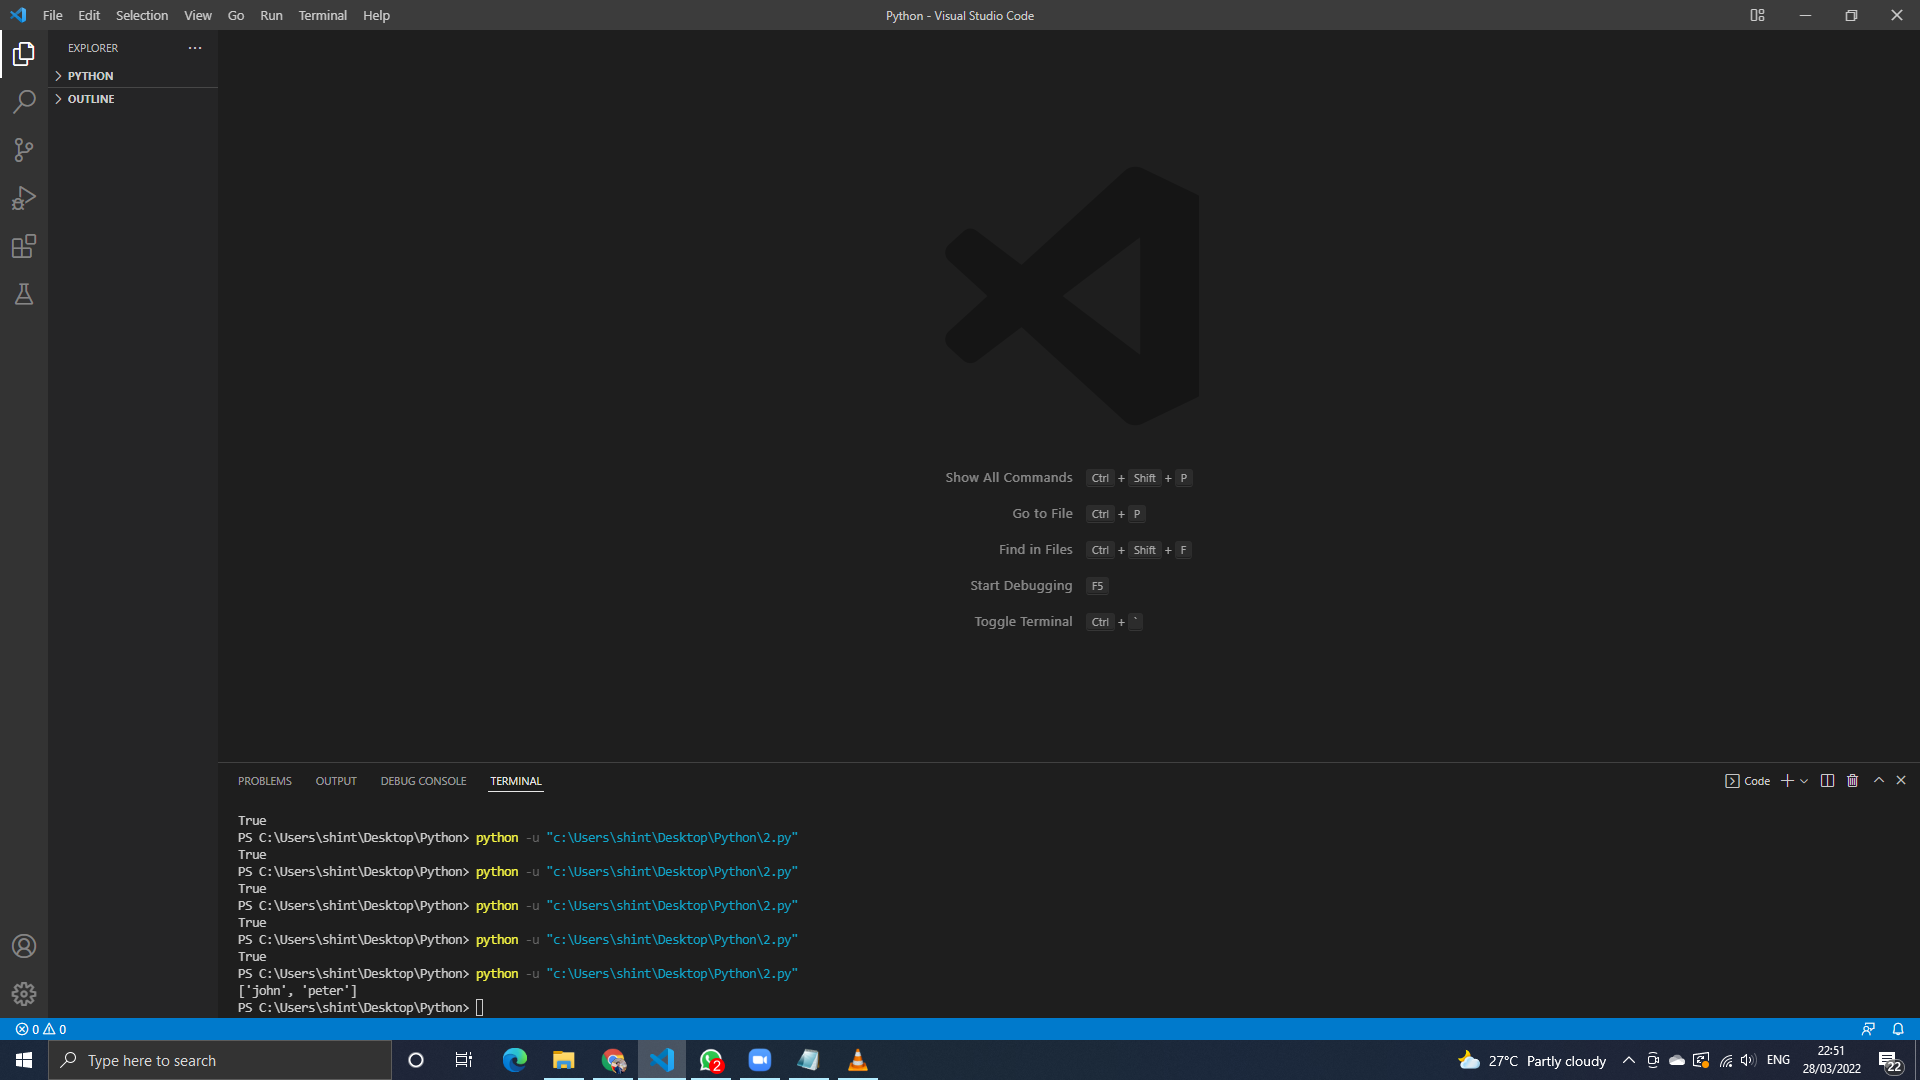 File Edit Selection View Go Run Terminal Help
Python - Visual Studio Code
EXPLORER
PYTHON
OUTLINE
Show All Commands Ctrl + Shift + P
Go to File Ctrl + P
Find in Files Ctrl + Shift + F
Start Debugging F5
Toggle Terminal Ctrl + `
PROBLEMS OUTPUT DEBUG CONSOLE TERMINAL
Code
True
PS C:\Users\shint\Desktop\Python> python -u "c:\Users\shint\Desktop\Python\2.py"
True
PS C:\Users\shint\Desktop\Python> python -u "c:\Users\shint\Desktop\Python\2.py"
True
PS C:\Users\shint\Desktop\Python> python -u "c:\Users\shint\Desktop\Python\2.py"
True
PS C:\Users\shint\Desktop\Python> python -u "c:\Users\shint\Desktop\Python\2.py"
True
PS C:\Users\shint\Desktop\Python> python -u "c:\Users\shint\Desktop\Python\2.py"
['john', 'peter']
PS C:\Users\shint\Desktop\Python>
0 0
Type here to search
2
27°C Partly cloudy
ENG
22:51
28/03/2022
22